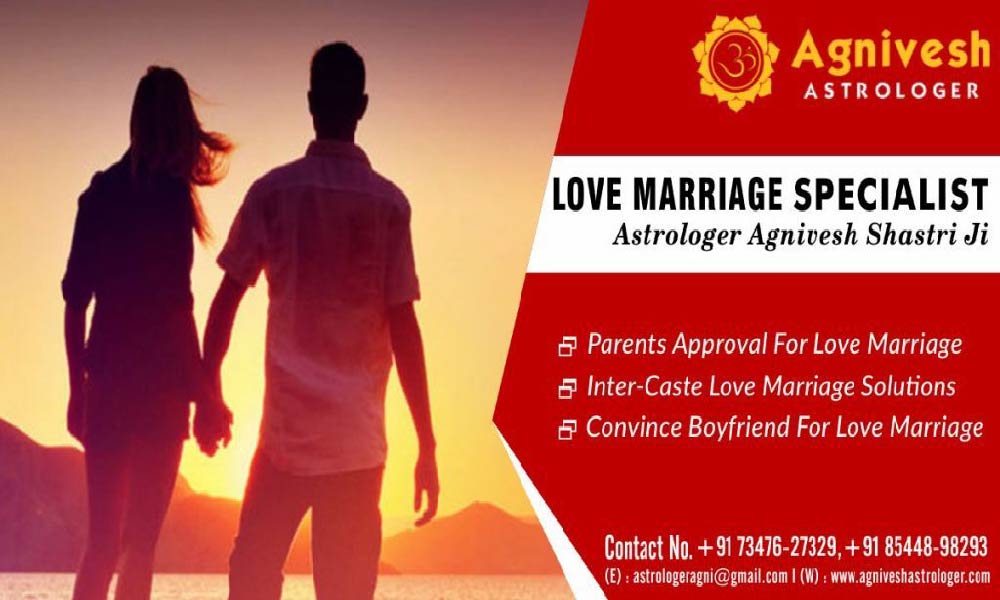 Agnivesh
ASTROLOGER
LOVE MARRIAGE SPECIALIST
Astrologer Agnivesh Shastri Ji
Parents Approval For Love Marriage
Inter-Caste Love Marriage Solutions
Convince Boyfriend For Love Marriage
Contact No. +91 73476-27329, +91 85448-98293
(E) : astrologeragni@gmail.com I (W) : www.agniveshastrologer.com